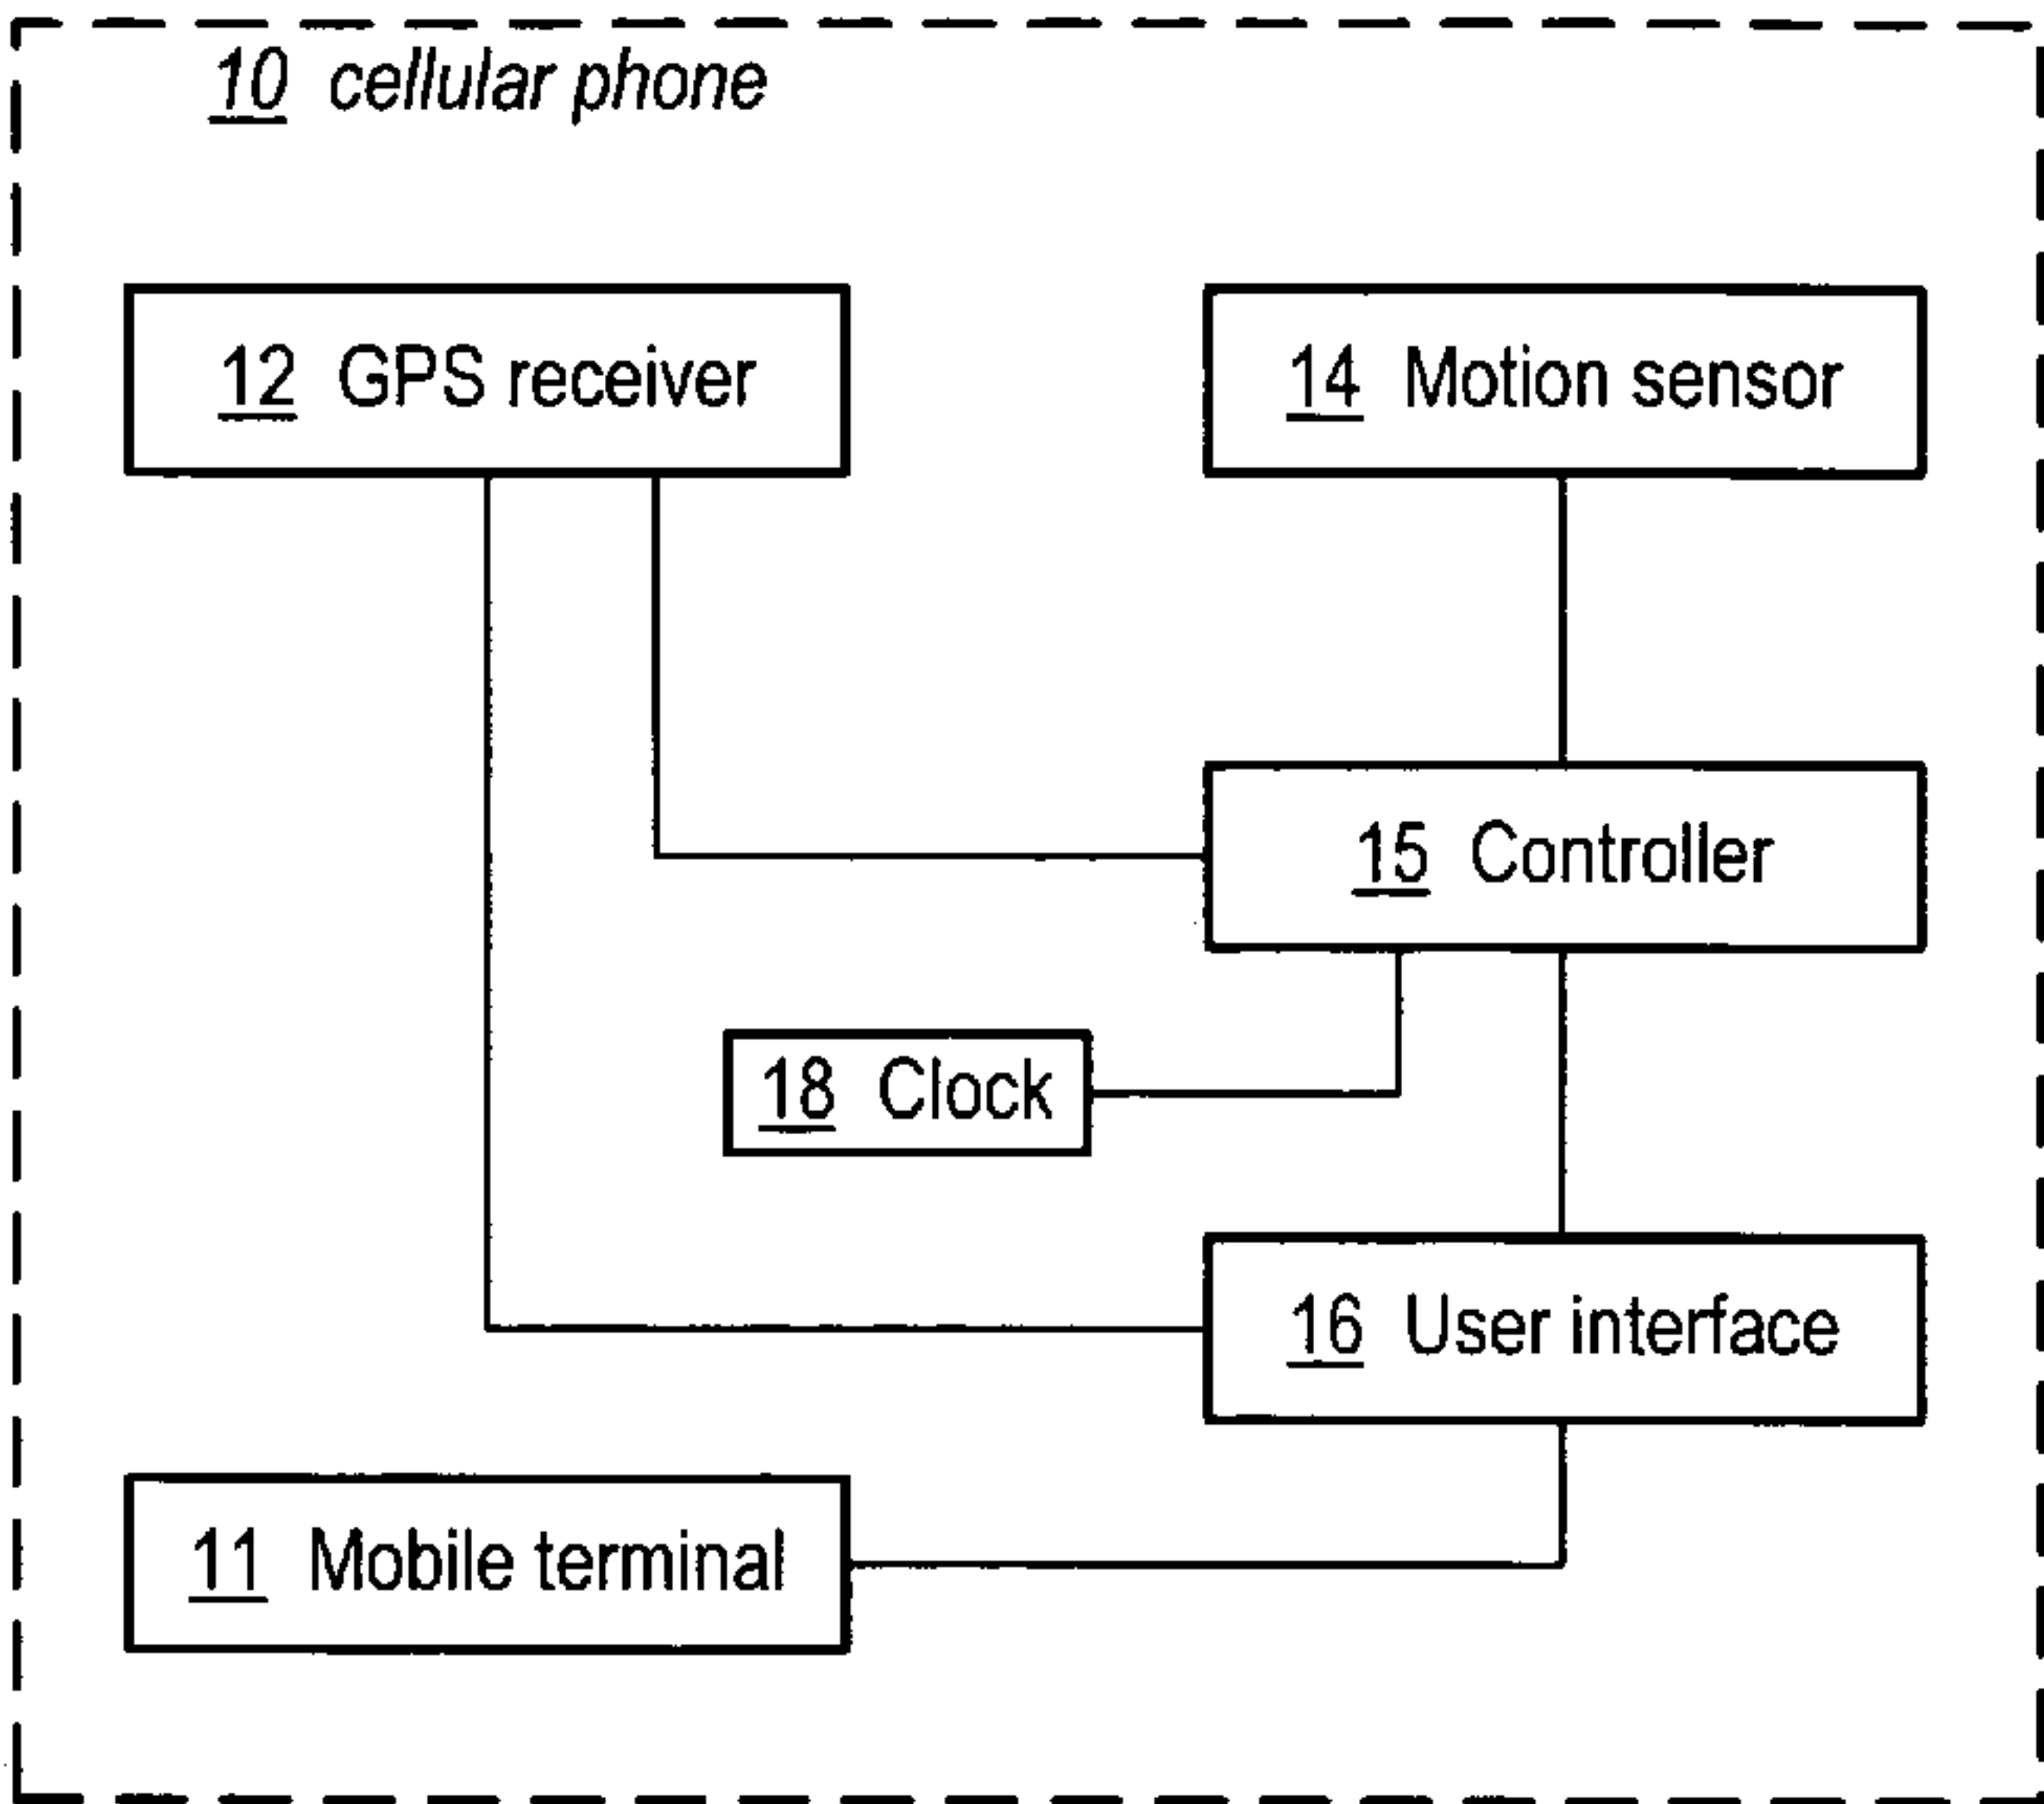 10 cellular phone
12 GPS receiver
14 Motion sensor
15 Controller
18 Clock
16 User interface
11 Mobile terminal